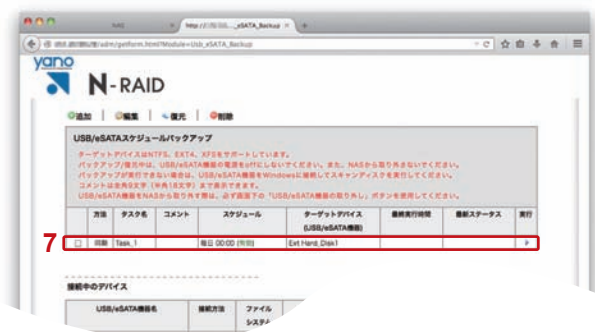 NAS
_eSATA_Backup
/adm/getform.html?Module=Usb_eSATA_Backup
yano
N-RAID
追加 | 編集 | 復元 | 削除
USB/eSATAスケジュールバックアップ
ターゲットデバイスはNTFS、EXT4、XFSをサポートしています。
バックアップ/復元中は、USB/eSATA機器の電源をoffにしないでください。また、NASから取り外さないでください。
バックアップが実行できない場合は、USB/eSATA機器をWindowsに接続してスキャンディスクを実行してください。
コメントは全角9文字（半角18文字）まで表示できます。
USB/eSATA機器をNASから取り外す際は、必ず画面下の「USB/eSATA機器の取り外し」ボタンを使用してください。
方法 タスク名 コメント スケジュール ターゲットデバイス (USB/eSATA機器) 最終実行時間 最新ステータス 実行
7 同期 Task_1 毎日 00:00 (有効) Ext Hard_Disk1
接続中のデバイス
USB/eSATA機器名 接続方法 ファイル
システム